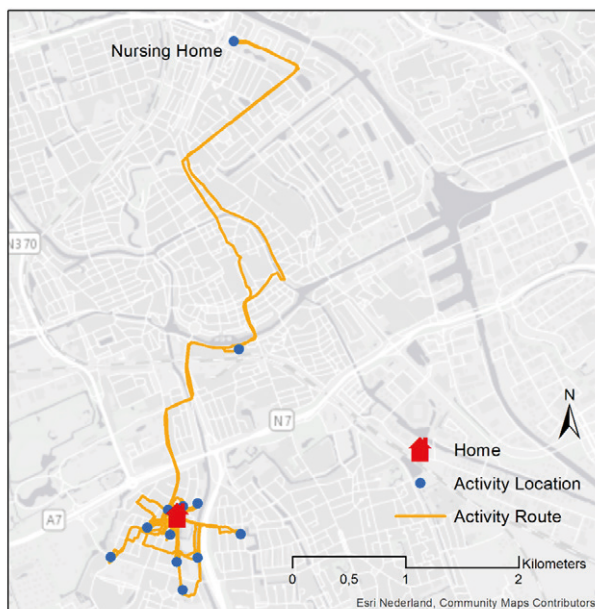 Nursing Home
N370
N7
N
Home
A7
Activity Location
Activity Route
Kilometers
0 0,5 1 2
Esri Nederland, Community Maps Contributors